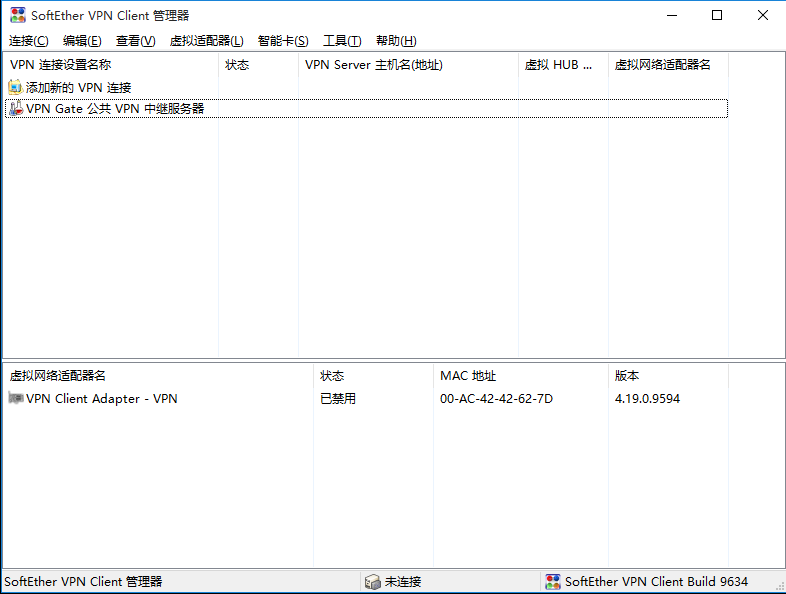 SoftEther VPN Client 管理器
连接(C) 编辑(E) 查看(V) 虚拟适配器(L) 智能卡(S) 工具(T) 帮助(H)
VPN 连接设置名称 状态 VPN Server 主机名(地址) 虚拟 HUB ... 虚拟网络适配器名
添加新的 VPN 连接
VPN Gate 公共 VPN 中继服务器
虚拟网络适配器名 状态 MAC 地址 版本
VPN Client Adapter - VPN 已禁用 00-AC-42-42-62-7D 4.19.0.9594
SoftEther VPN Client 管理器 未连接 SoftEther VPN Client Build 9634